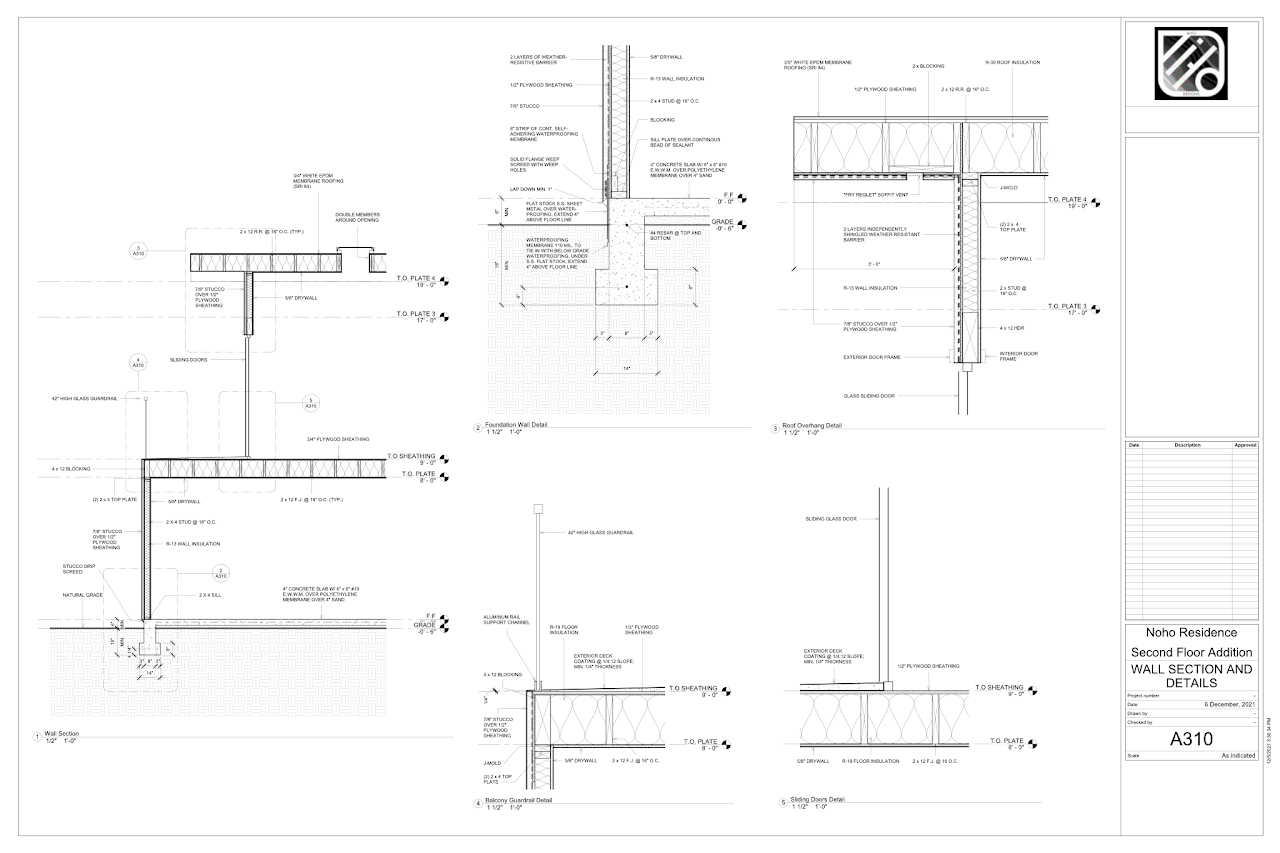 3/4" WHITE EPDM
MEMBRANE ROOFING
(SRI 84)
DOUBLE MEMBERS
AROUND OPENING
2 x 12 R.R. @ 16" O.C. (TYP.)
3
A310
T.O. PLATE 4
19' - 0"
7/8" STUCCO
OVER 1/2"
PLYWOOD
SHEATHING
5/8" DRYWALL
T.O. PLATE 3
17' - 0"
4
A310
SLIDING DOORS
42" HIGH GLASS GUARDRAIL
5
A310
3/4" PLYWOOD SHEATHING
T.O SHEATHING
9' - 0"
4 x 12 BLOCKING
T.O. PLATE
8' - 0"
(2) 2 x 4 TOP PLATE
5/8" DRYWALL
2 x 12 F.J. @ 16" O.C. (TYP.)
2 X 4 STUD @ 16" O.C.
7/8" STUCCO
OVER 1/2"
PLYWOOD
SHEATHING
R-13 WALL INSULATION
STUCCO DRIP
SCREED
2
A310
NATURAL GRADE
2 X 4 SILL
4" CONCRETE SLAB W/ 6" x 6" #10
E.W.W.M. OVER POLYETHYLENE
MEMBRANE OVER 4" SAND
F.F
GRADE
-0' - 6"
6"
MIN.
18"
MIN.
8"
3" 8" 3"
14"
1
Wall Section
1/2" 1'-0"
2 LAYERS OF WEATHER-
RESISTIVE BARRIER
1/2" PLYWOOD SHEATHING
7/8" STUCCO
8" STRIP OF CONT. SELF-
ADHERING WATERPROOFING
MEMBRANE
SOLID FLANGE WEEP
SCREED WITH WEEP
HOLES
LAP DOWN MIN. 1"
FLAT STOCK S.S. SHEET
METAL OVER WATER-
PROOFING, EXTEND 4"
ABOVE FLOOR LINE
WATERPROOFING
MEMBRANE 110 MIL. TO
TIE IN WITH BELOW GRADE
WATERPROOFING, UNDER
S.S. FLAT STOCK, EXTEND
4" ABOVE FLOOR LINE
5/8" DRYWALL
R-13 WALL INSULATION
2 x 4 STUD @ 16" O.C.
BLOCKING
SILL PLATE OVER CONTINOUS
BEAD OF SEALANT
4" CONCRETE SLAB W/ 6" x 6" #10
E.W.W.M. OVER POLYETHYLENE
MEMBRANE OVER 4" SAND
F.F
0' - 0"
GRADE
-0' - 6"
#4 REBAR @ TOP AND
BOTTOM
6"
MIN.
18"
MIN.
8"
3" 8" 3"
14"
2
Foundation Wall Detail
1 1/2" 1'-0"
3/5" WHITE EPDM MEMBRANE
ROOFING (SRI 84)
2 x BLOCKING
R-30 ROOF INSULATION
1/2" PLYWOOD SHEATHING
2 x 12 R.R. @ 16" O.C.
J-MOLD
"FRY REGLET" SOFFIT VENT
T.O. PLATE 4
19' - 0"
(2) 2 x 4
TOP PLATE
2 LAYERS INDEPENDENTLY
SHINGLED WEATHER RESISTANT
BARRIER
5/8" DRYWALL
3' - 0"
R-13 WALL INSULATION
2 x STUD @
16" O.C.
T.O. PLATE 3
17' - 0"
7/8" STUCCO OVER 1/2"
PLYWOOD SHEATHING
4 x 12 HDR
EXTERIOR DOOR FRAME
INTERIOR DOOR
FRAME
GLASS SLIDING DOOR
3
Roof Overhang Detail
1 1/2" 1'-0"
42" HIGH GLASS GUARDRAIL
ALUMINUM RAIL
SUPPORT CHANNEL
R-19 FLOOR
INSULATION
1/2" PLYWOOD
SHEATHING
EXTERIOR DECK
COATING @ 1/4:12 SLOPE;
MIN. 1/4" THICKNESS
4 x 12 BLOCKING
T.O SHEATHING
9' - 0"
1/4"
7/8" STUCCO
OVER 1/2"
PLYWOOD
SHEATHING
T.O. PLATE
8' - 0"
J-MOLD
5/8" DRYWALL
2 x 12 F.J. @ 16 O.C.
(2) 2 x 4 TOP
PLATE
4
Balcony Guardrail Detail
1 1/2" 1'-0"
SLIDING GLASS DOOR
EXTERIOR DECK
COATING @ 1/4:12 SLOPE;
MIN. 1/4" THICKNESS
1/2" PLYWOOD SHEATHING
T.O SHEATHING
9' - 0"
T.O. PLATE
8' - 0"
5/8" DRYWALL
R-19 FLOOR INSULATION
2 x 12 F.J. @ 16 O.C.
5
Sliding Doors Detail
1 1/2" 1'-0"
Date Description Approved
Noho Residence
Second Floor Addition
WALL SECTION AND
DETAILS
Project number -
Date 6 December, 2021
Drawn by -
Checked by -
A310
Scale As indicated